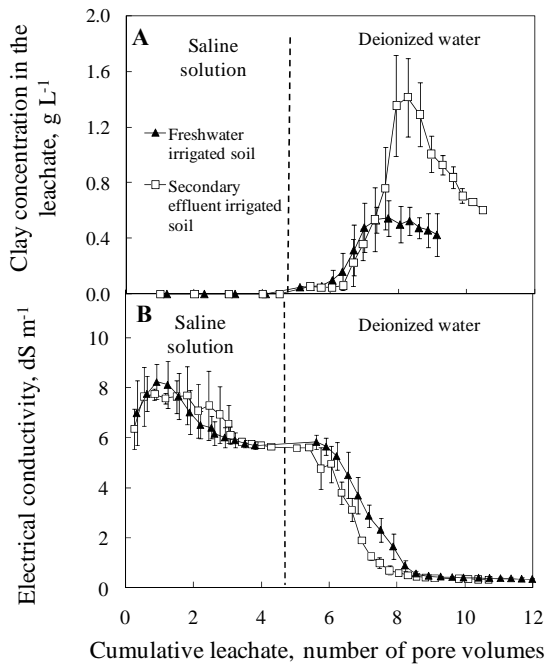 A
Saline
solution
Deionized water
Freshwater
irrigated soil
Secondary
effluent irrigated
soil
Clay concentration in the
leachate, g L⁻¹
2.0
1.6
1.2
0.8
0.4
0.0
B
Saline
solution
Deionized water
Electrical conductivity, dS m⁻¹
10
8
6
4
2
0
0 2 4 6 8 10 12
Cumulative leachate, number of pore volumes